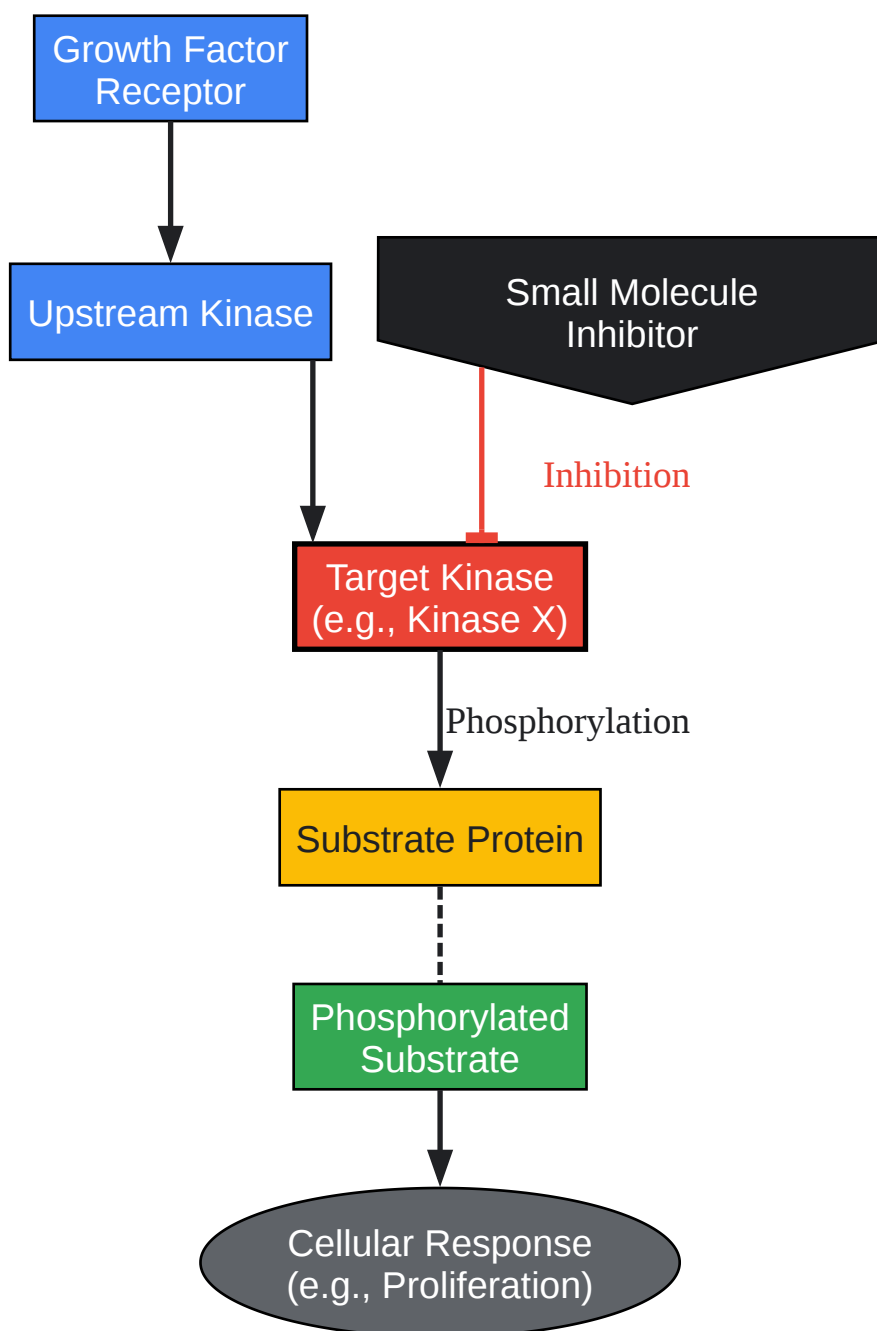 Growth Factor
Receptor
Upstream Kinase
Small Molecule
Inhibitor
Inhibition
Target Kinase
(e.g., Kinase X)
Phosphorylation
Substrate Protein
Phosphorylated
Substrate
Cellular Response
(e.g., Proliferation)